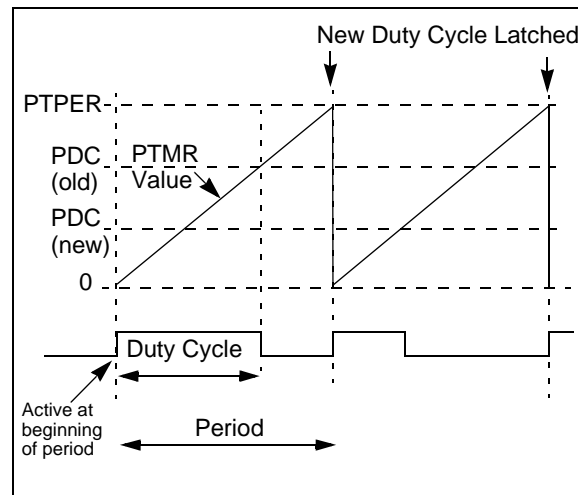 New Duty Cycle Latched
PTPER
PDC
(old)
PTMR
Value
PDC
(new)
0
Duty Cycle
Active at
beginning
of period
Period